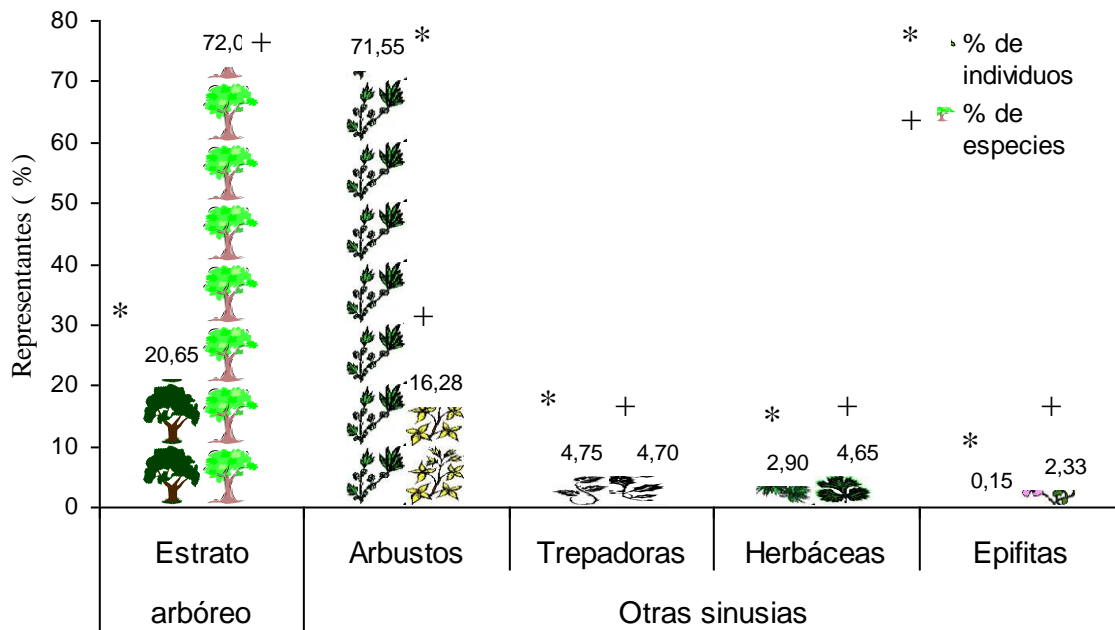 Representantes ( %)
80
70
60
50
40
30
20
10
0
20,65
72,0
71,55
16,28
4,75
4,70
2,90
4,65
0,15
2,33
* % de
individuos
+ % de
especies
*
+
*
+
*
+
*
+
*
+
Estrato
arbóreo
Arbustos
Trepadoras
Herbáceas
Epifitas
Otras sinusias